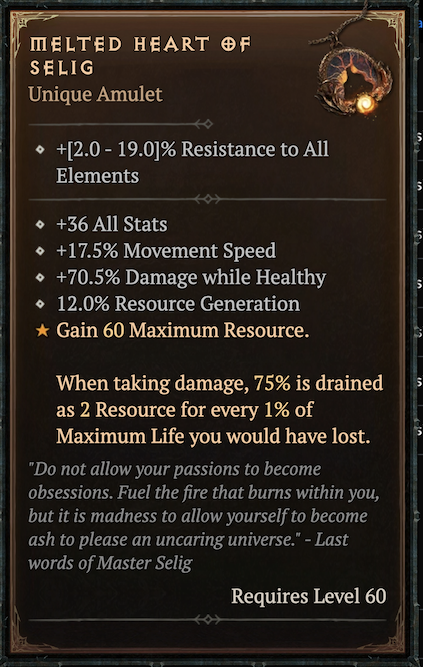 MELTED HEART OF
SELIG
Unique Amulet
+[2.0 - 19.0]% Resistance to All
Elements
+36 All Stats
+17.5% Movement Speed
+70.5% Damage while Healthy
12.0% Resource Generation
Gain 60 Maximum Resource.
When taking damage, 75% is drained
as 2 Resource for every 1% of
Maximum Life you would have lost.
"Do not allow your passions to become
obsessions. Fuel the fire that burns within you,
but it is madness to allow yourself to become
ash to please an uncaring universe." - Last
words of Master Selig
Requires Level 60